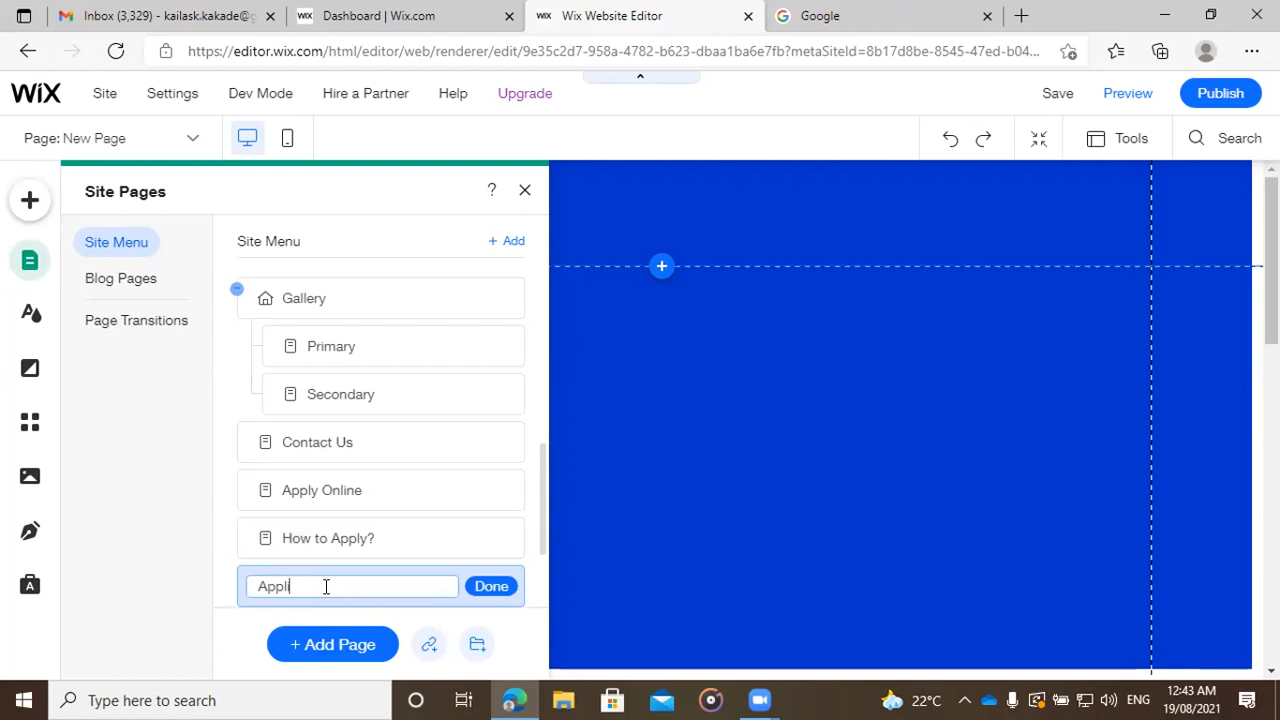 Inbox (3,329) - kailask.kakade@g
WiX Dashboard | Wix.com
WiX Wix Website Editor
Google
https://editor.wix.com/html/editor/web/renderer/edit/9e35c2d7-958a-4782-b623-dbaa1ba6e7fb?metaSiteId=8b17d8be-8545-47ed-b04...
WiX Site Settings Dev Mode Hire a Partner Help Upgrade Save Preview Publish
Page: New Page Tools Search
Site Pages ?
Site Menu Site Menu + Add
Blog Pages
Page Transitions
Gallery
Primary
Secondary
Contact Us
Apply Online
How to Apply?
Appli Done
+ Add Page
Type here to search 22°C ENG 12:43 AM
19/08/2021